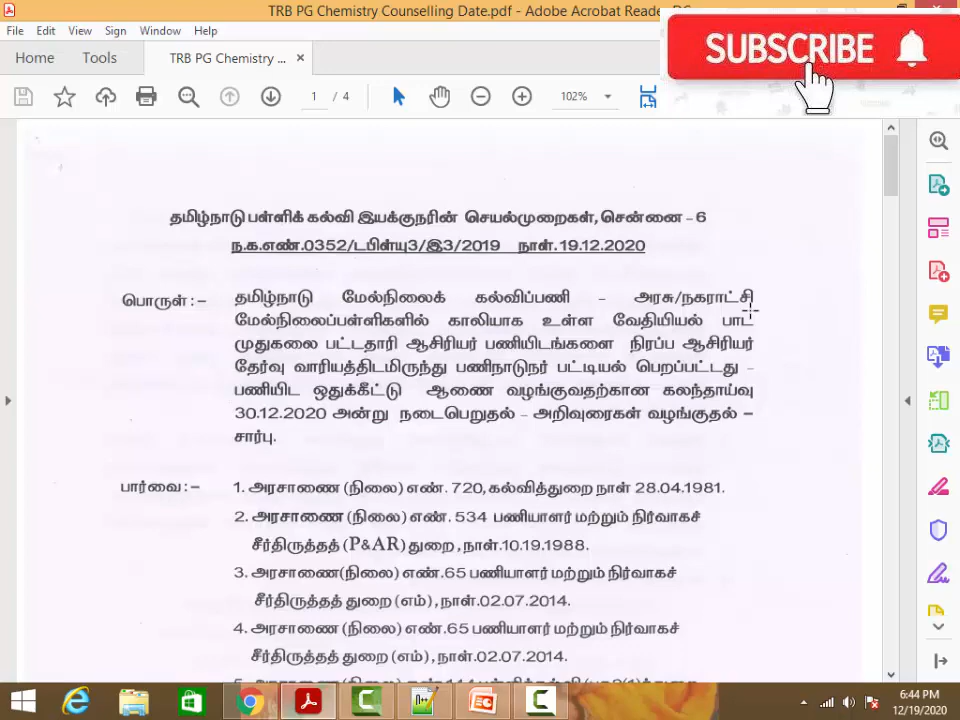 TRB PG Chemistry Counselling Date.pdf - Adobe Acrobat Reade
File Edit View Sign Window Help
SUBSCRIBE
Home Tools TRB PG Chemistry ... ×
1 / 4 102%
தமிழ்நாடு பள்ளிக் கல்வி இயக்குநரின் செயல்முறைகள், சென்னை – 6
ந.க.எண்.0352/டபிள்யு3/இ3/2019 நாள்.19.12.2020
பொருள்:– தமிழ்நாடு மேல்நிலைக் கல்விப்பணி – அரசு/நகராட்சி
மேல்நிலைப்பள்ளிகளில் காலியாக உள்ள வேதியியல் பாட
முதுகலை பட்டதாரி ஆசிரியர் பணியிடங்களை நிரப்ப ஆசிரியர்
தேர்வு வாரியத்திடமிருந்து பணிநாடுநர் பட்டியல் பெறப்பட்டது –
பணியிட ஒதுக்கீட்டு ஆணை வழங்குவதற்கான கலந்தாய்வு
30.12.2020 அன்று நடைபெறுதல் – அறிவுரைகள் வழங்குதல் –
சார்பு.
பார்வை:– 1. அரசாணை (நிலை) எண். 720, கல்வித்துறை நாள் 28.04.1981.
2. அரசாணை (நிலை) எண். 534 பணியாளர் மற்றும் நிர்வாகச்
சீர்திருத்தத் (P&AR) துறை, நாள்.10.19.1988.
3. அரசாணை(நிலை) எண்.65 பணியாளர் மற்றும் நிர்வாகச்
சீர்திருத்தத் துறை (எம்), நாள்.02.07.2014.
4. அரசாணை (நிலை) எண்.65 பணியாளர் மற்றும் நிர்வாகச்
சீர்திருத்தத் துறை (எம்), நாள்.02.07.2014.
6:44 PM
12/19/2020